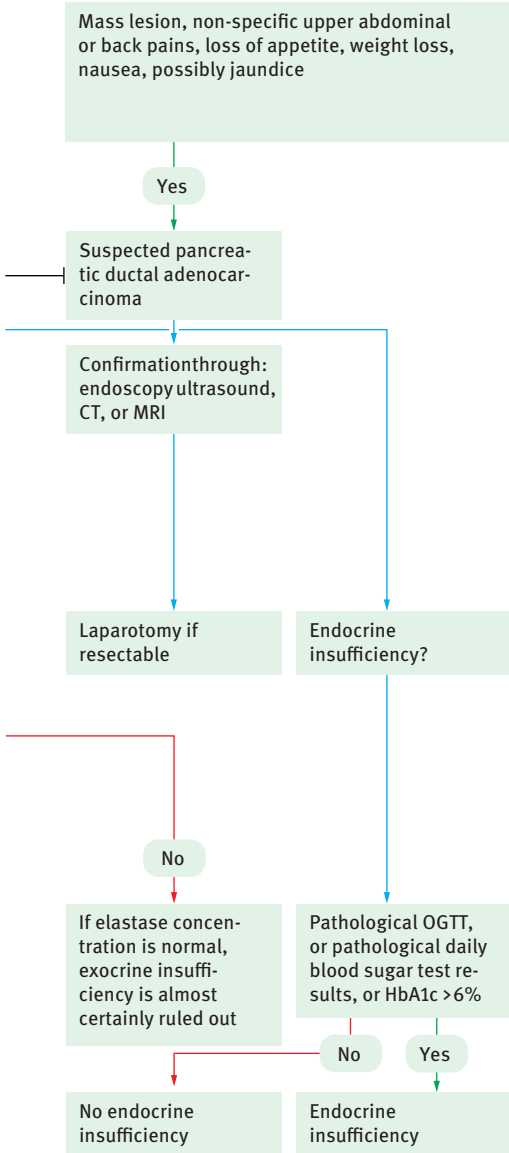 Mass lesion, non-specific upper abdominal
or back pains, loss of appetite, weight loss,
nausea, possibly jaundice
Yes
Suspected pancrea-
tic ductal adenocar-
cinoma
Confirmationthrough:
endoscopy ultrasound,
CT, or MRI
Laparotomy if
resectable
Endocrine
insufficiency?
No
If elastase concen-
tration is normal,
exocrine insuffi-
ciency is almost
certainly ruled out
Pathological OGTT,
or pathological daily
blood sugar test re-
sults, or HbA1c >6%
No
Yes
No endocrine
insufficiency
Endocrine
insufficiency